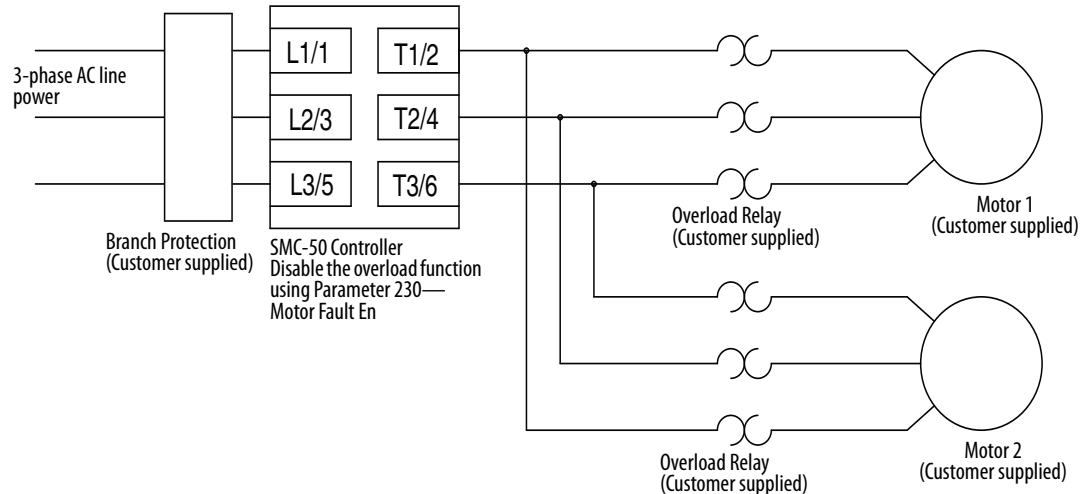 3-phase AC line
power
L1/1
T1/2
L2/3
T2/4
L3/5
T3/6
Branch Protection
(Customer supplied)
SMC-50 Controller
Disable the overload function
using Parameter 230—
Motor Fault En
Overload Relay
(Customer supplied)
Motor 1
(Customer supplied)
Overload Relay
(Customer supplied)
Motor 2
(Customer supplied)